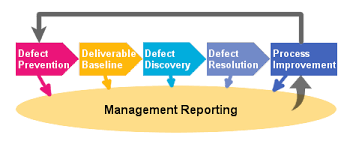 Defect
Prevention
Deliverable
Baseline
Defect
Discovery
Defect
Resolution
Process
Improvement
Management Reporting